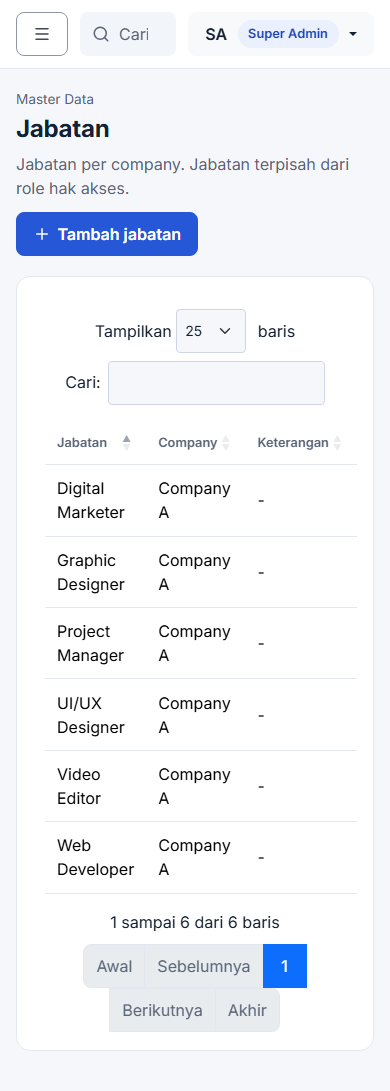 Cari
SA Super Admin
Master Data
Jabatan
Jabatan per company. Jabatan terpisah dari
role hak akses.
+ Tambah jabatan
Tampilkan 25 baris
Cari:
Jabatan Company Keterangan
Digital Marketer Company A -
Graphic Designer Company A -
Project Manager Company A -
UI/UX Designer Company A -
Video Editor Company A -
Web Developer Company A -
1 sampai 6 dari 6 baris
Awal Sebelumnya 1
Berikutnya Akhir